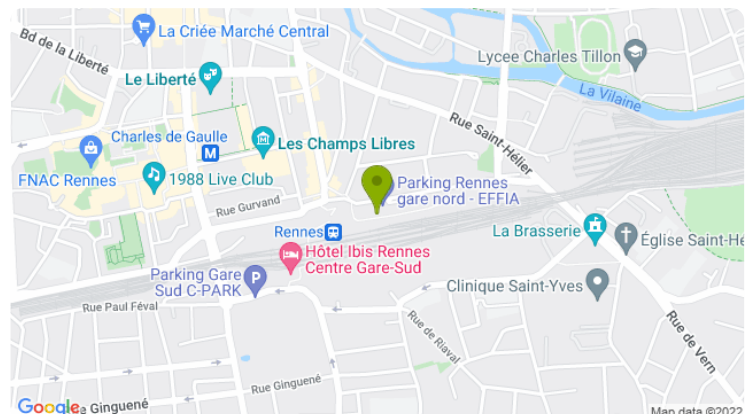 La Criée Marché Central
Bd de la Liberté
Lycee Charles Tillon
Le Liberté
La Vilaine
Rue Saint-Hélier
Charles de Gaulle
M
Les Champs Libres
FNAC Rennes
1988 Live Club
Parking Rennes
gare nord - EFFIA
Rue Gurvand
Rennes
La Brasserie
Église Saint-Hé
Hôtel Ibis Rennes
Centre Gare-Sud
Parking Gare
Sud C-PARK
P
Clinique Saint-Yves
Rue Paul Féval
Rue de Riaval
Rue de Vern
Rue Ginguené
Google
e Ginguené
Map data ©202